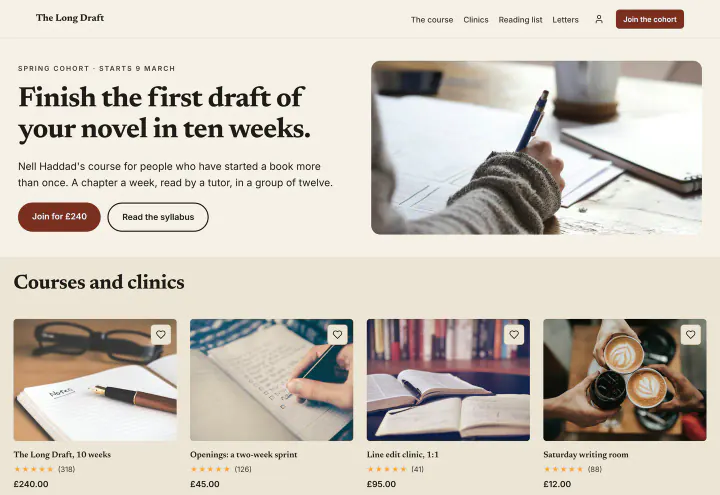 The Long Draft
The course Clinics Reading list Letters Join the cohort
SPRING COHORT · STARTS 9 MARCH
Finish the first draft of
your novel in ten weeks.
Nell Haddad's course for people who have started a book more
than once. A chapter a week, read by a tutor, in a group of twelve.
Join for £240 Read the syllabus
Courses and clinics
Notes
The Long Draft, 10 weeks
★★★★★ (318)
£240.00
Openings: a two-week sprint
★★★★★ (126)
£45.00
Line edit clinic, 1:1
★★★★★ (41)
£95.00
Saturday writing room
★★★★★ (88)
£12.00